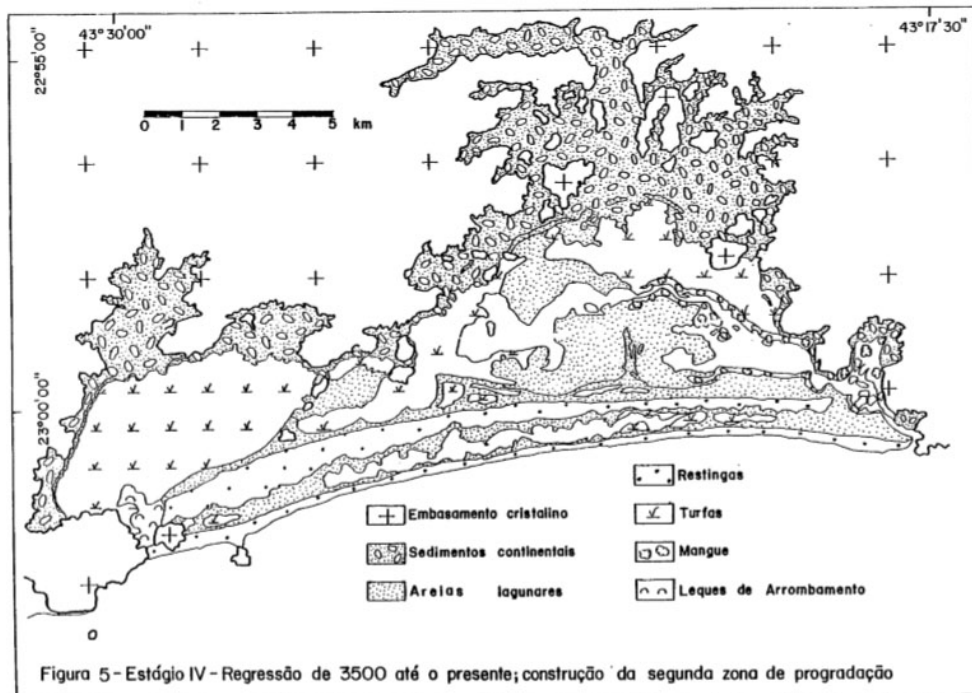 43°30'00"
43°17'30"
22°55'00"
0 1 2 3 4 5
km
23°00'00"
Restingas
Embasamento cristalino
Turfas
Sedimentos continentais
Mangue
Areias lagunares
Leques de Arrombamento
Figura 5 - Estágio IV - Regressão de 3500 até o presente; construção da segunda zona de progradação